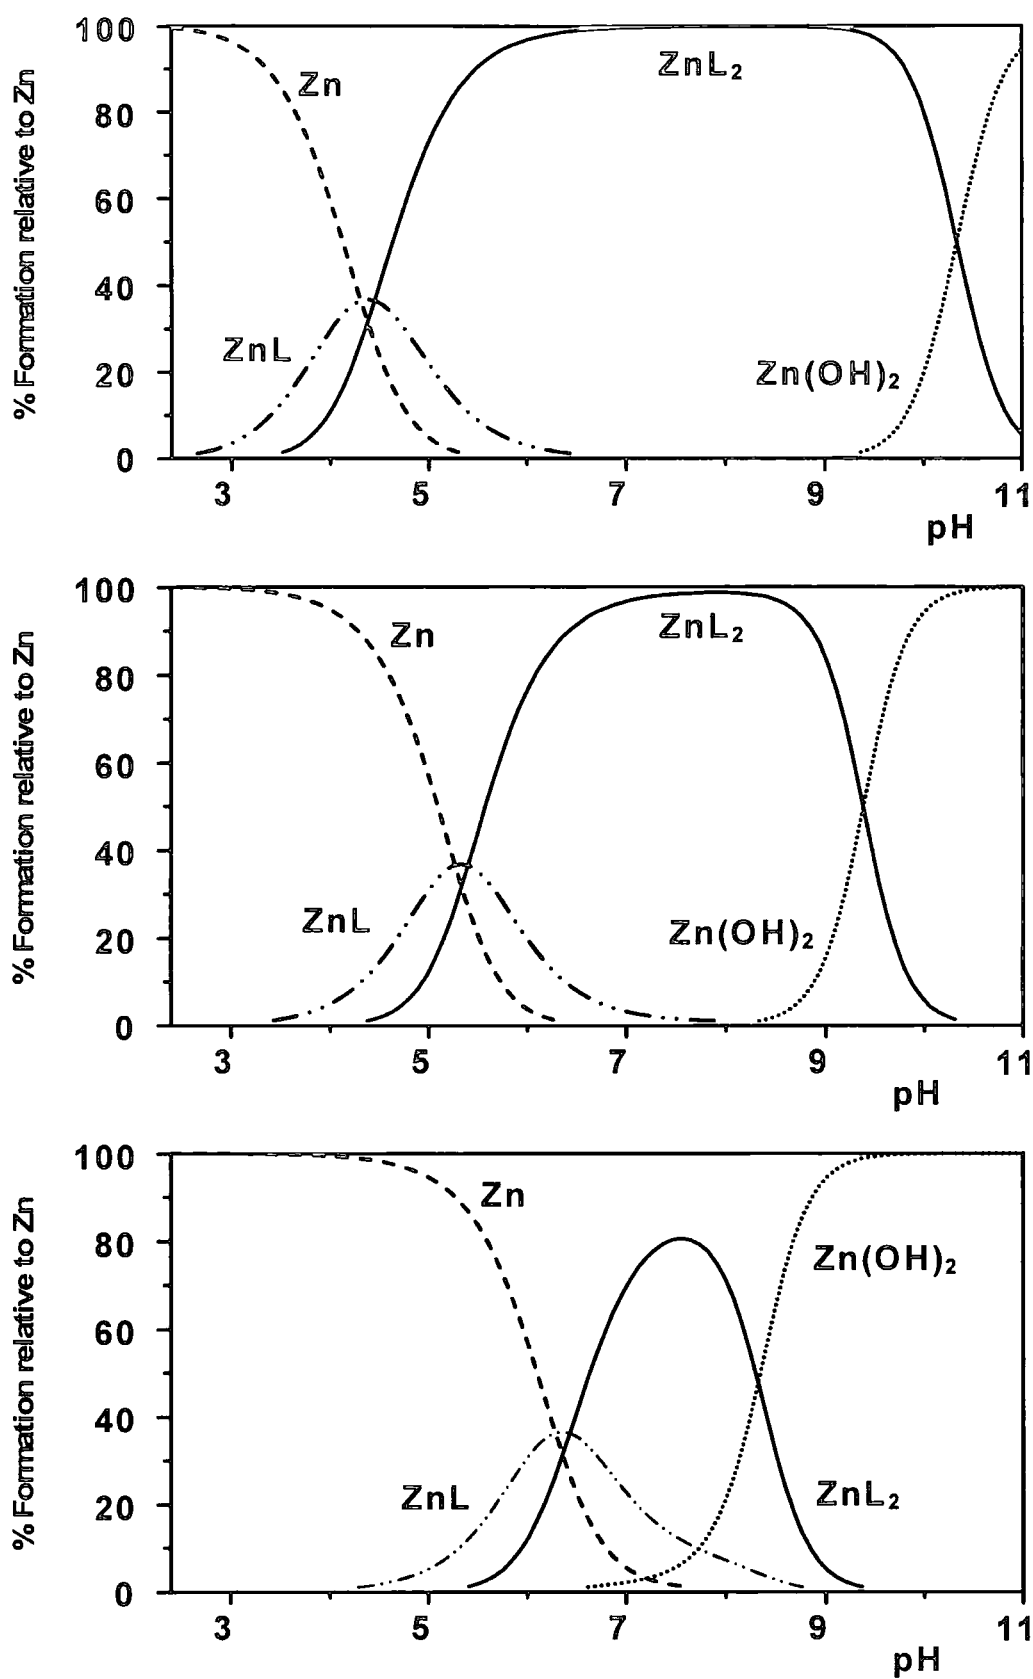 % Formation relative to Zn
100
80
60
40
20
0
Zn
ZnL₂
ZnL
Zn(OH)₂
3 5 7 9 11
pH
% Formation relative to Zn
100
80
60
40
20
0
Zn
ZnL₂
ZnL
Zn(OH)₂
3 5 7 9 11
pH
% Formation relative to Zn
100
80
60
40
20
0
Zn
Zn(OH)₂
ZnL
ZnL₂
3 5 7 9 11
pH